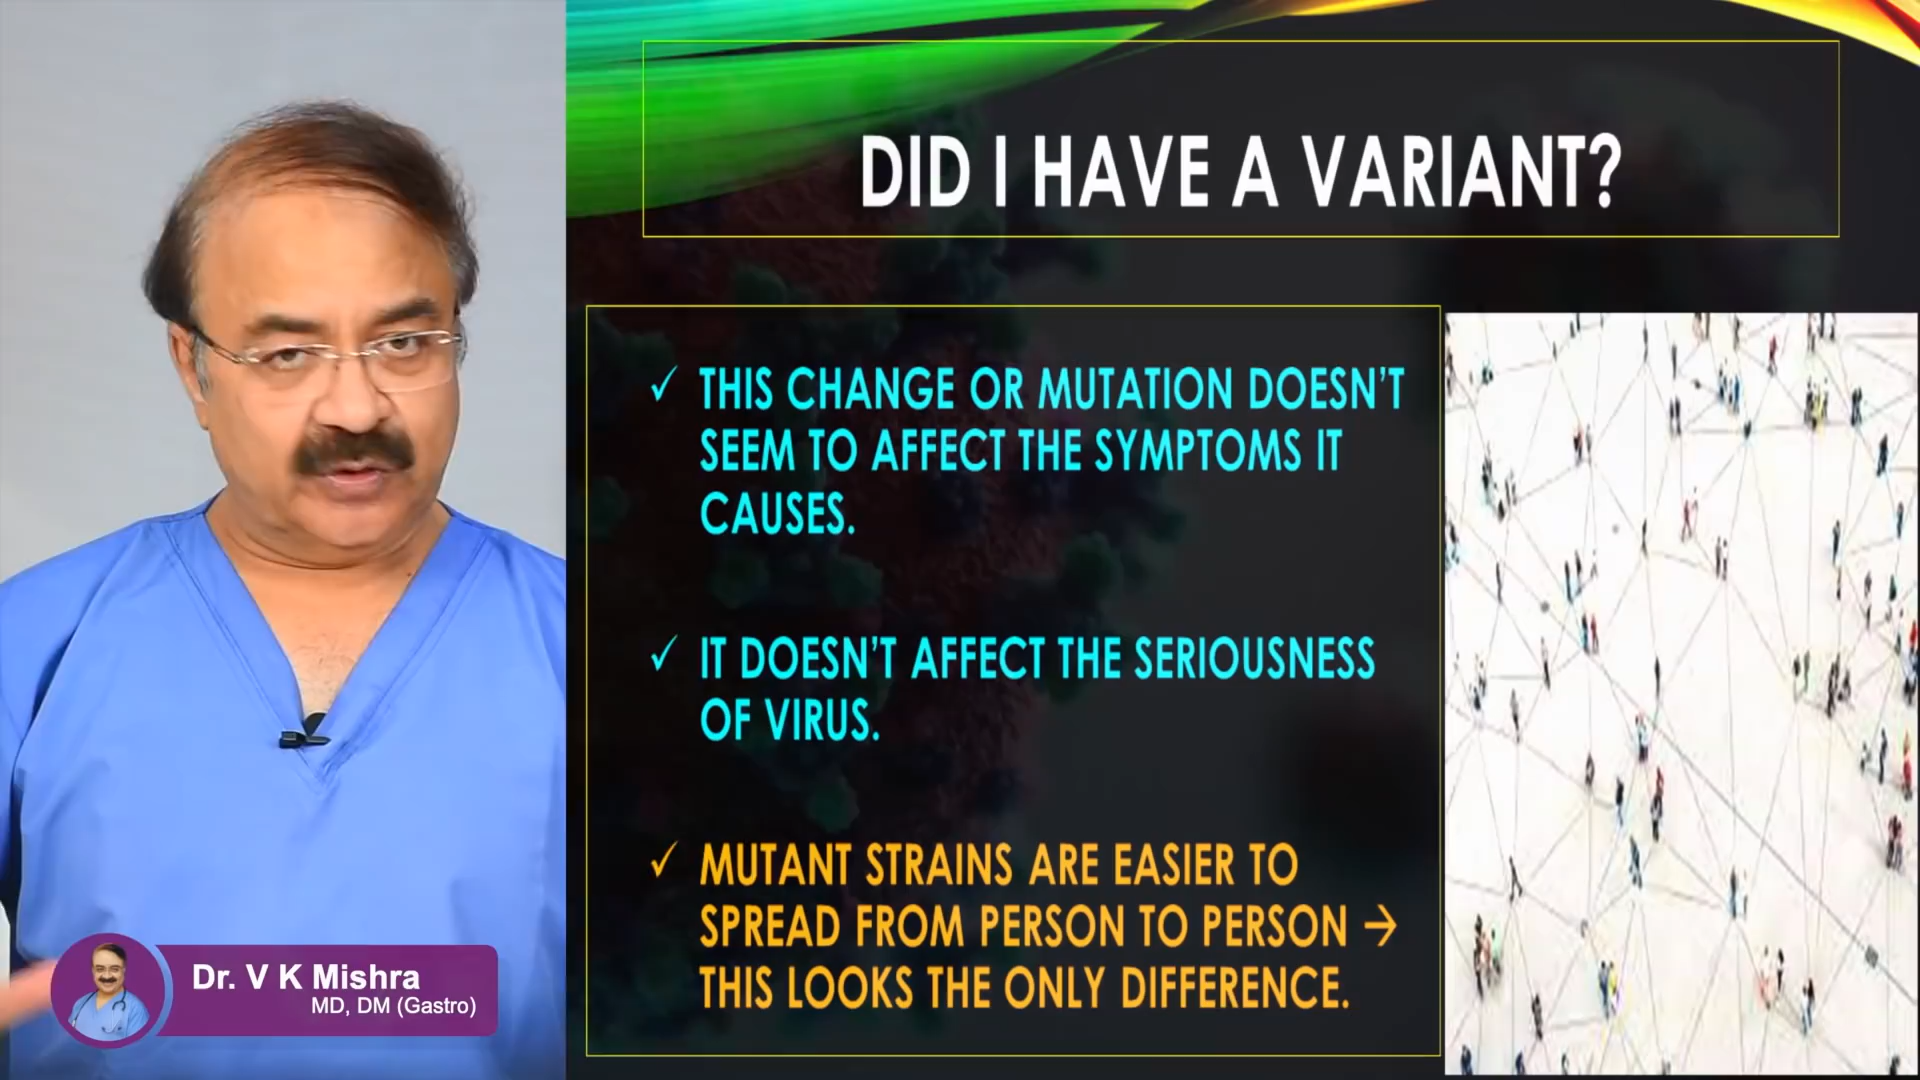 DID I HAVE A VARIANT?
✓ THIS CHANGE OR MUTATION DOESN'T
SEEM TO AFFECT THE SYMPTOMS IT
CAUSES.
✓ IT DOESN'T AFFECT THE SERIOUSNESS
OF VIRUS.
✓ MUTANT STRAINS ARE EASIER TO
SPREAD FROM PERSON TO PERSON →
THIS LOOKS THE ONLY DIFFERENCE.
Dr. V K Mishra
MD, DM (Gastro)